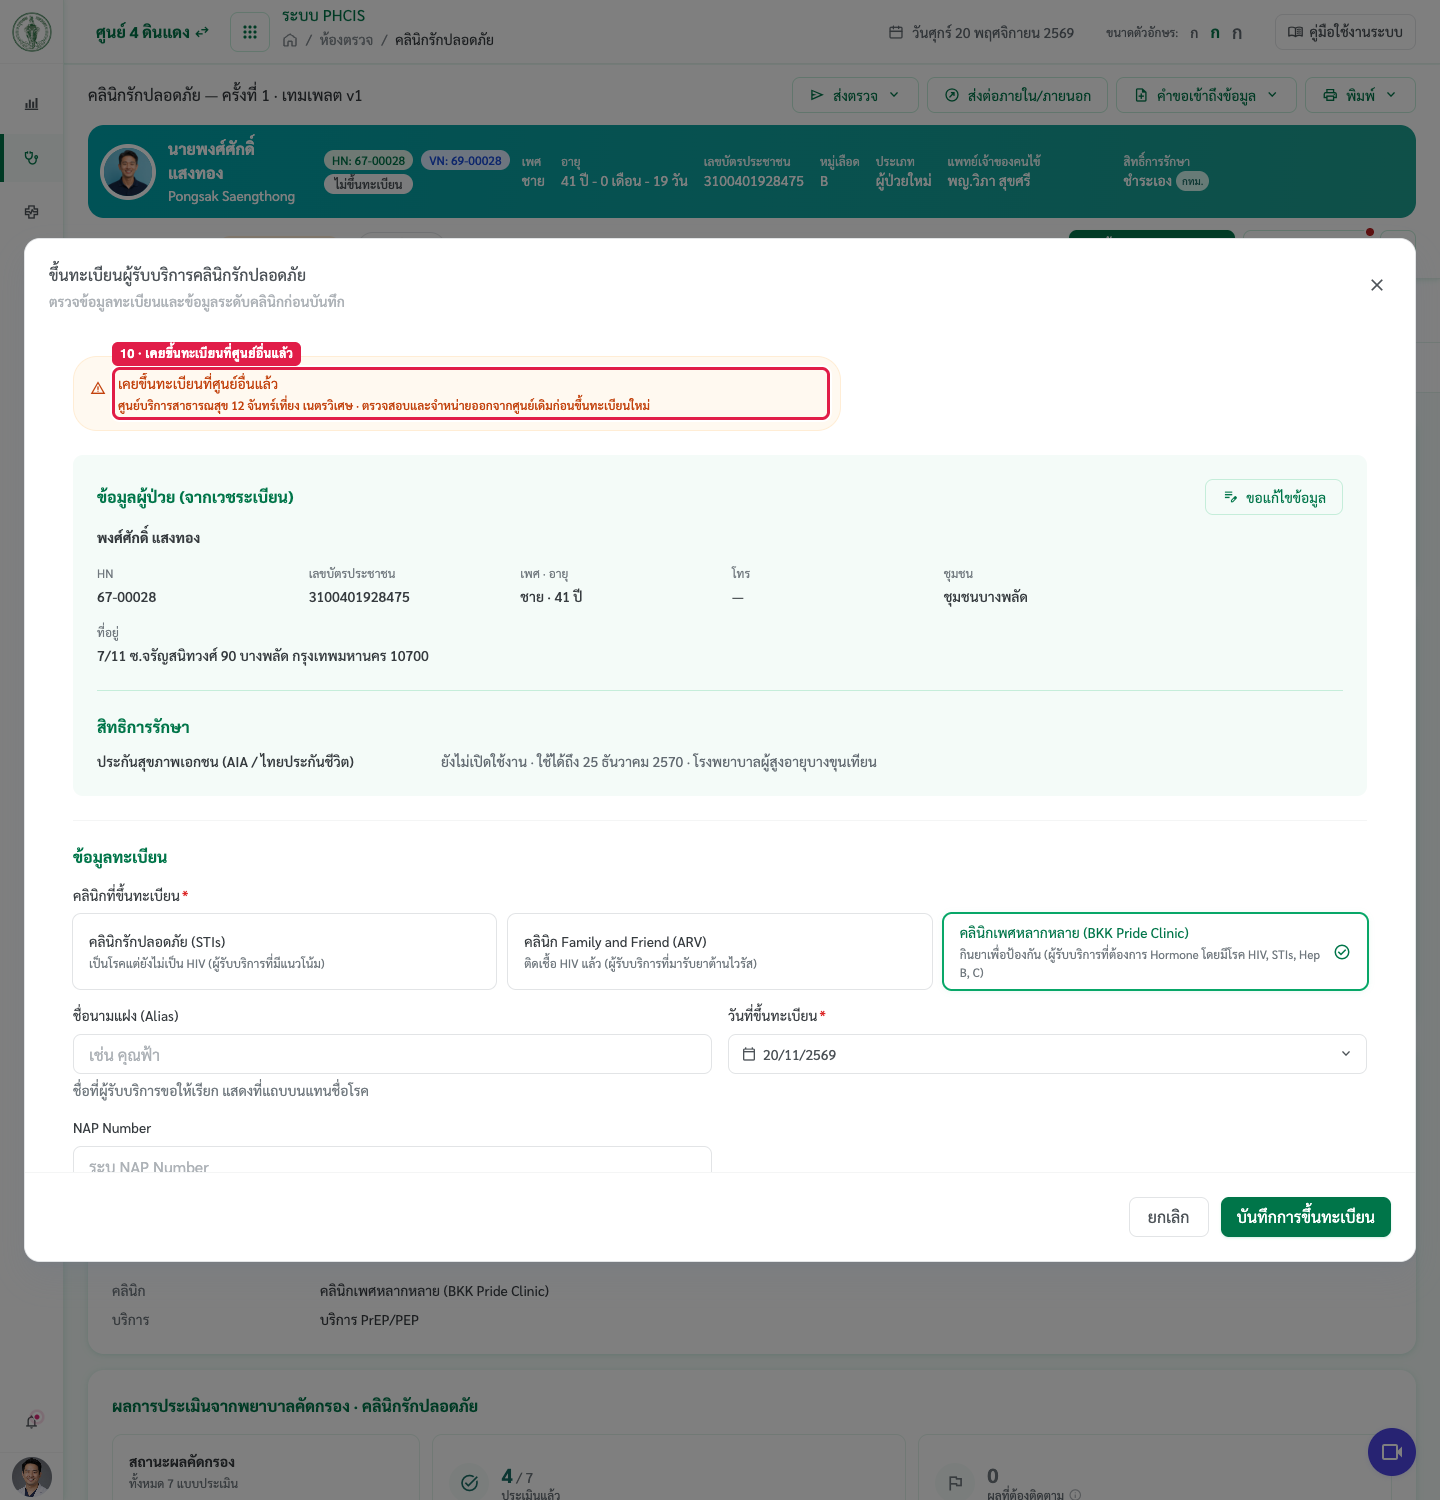 ศูนย์ 4 ดินแดง
ระบบ PHCIS
/ ห้องตรวจ / คลินิกรักปลอดภัย
วันศุกร์ 20 พฤศจิกายน 2569
ขนาดตัวอักษร: ก ก ก
คู่มือใช้งานระบบ
คลินิกรักปลอดภัย — ครั้งที่ 1 · เทมเพลต v1
ส่งตรวจ
ส่งต่อภายใน/ภายนอก
คำขอเข้าถึงข้อมูล
พิมพ์
นายพงศ์ศักดิ์
แสงทอง
Pongsak Saengthong
HN: 67-00028
VN: 69-00028
ไม่ขึ้นทะเบียน
เพศ
ชาย
อายุ
41 ปี - 0 เดือน - 19 วัน
เลขบัตรประชาชน
3100401928475
หมู่เลือด
B
ประเภท
ผู้ป่วยใหม่
แพทย์เจ้าของคนไข้
พญ.วิภา สุขศรี
สิทธิ์การรักษา
ชำระเอง กทม.
ขึ้นทะเบียนผู้รับบริการคลินิกรักปลอดภัย
ตรวจข้อมูลทะเบียนและข้อมูลระดับคลินิกก่อนบันทึก
10 · เคยขึ้นทะเบียนที่ศูนย์อื่นแล้ว
เคยขึ้นทะเบียนที่ศูนย์อื่นแล้ว
ศูนย์บริการสาธารณสุข 12 จันทร์เที่ยง เนตรวิเศษ · ตรวจสอบและจำหน่ายออกจากศูนย์เดิมก่อนขึ้นทะเบียนใหม่
ข้อมูลผู้ป่วย (จากเวชระเบียน)
ขอแก้ไขข้อมูล
พงศ์ศักดิ์ แสงทอง
HN
67-00028
เลขบัตรประชาชน
3100401928475
เพศ · อายุ
ชาย · 41 ปี
โทร
—
ชุมชน
ชุมชนบางพลัด
ที่อยู่
7/11 ซ.จรัญสนิทวงศ์ 90 บางพลัด กรุงเทพมหานคร 10700
สิทธิการรักษา
ประกันสุขภาพเอกชน (AIA / ไทยประกันชีวิต)
ยังไม่เปิดใช้งาน · ใช้ได้ถึง 25 ธันวาคม 2570 · โรงพยาบาลผู้สูงอายุบางขุนเทียน
ข้อมูลทะเบียน
คลินิกที่ขึ้นทะเบียน *
คลินิกรักปลอดภัย (STIs)
เป็นโรคแต่ยังไม่เป็น HIV (ผู้รับบริการที่มีแนวโน้ม)
คลินิก Family and Friend (ARV)
ติดเชื้อ HIV แล้ว (ผู้รับบริการที่มารับยาต้านไวรัส)
คลินิกเพศหลากหลาย (BKK Pride Clinic)
กินยาเพื่อป้องกัน (ผู้รับบริการที่ต้องการ Hormone โดยมีโรค HIV, STIs, Hep
B, C)
ชื่อนามแฝง (Alias)
เช่น คุณฟ้า
ชื่อที่ผู้รับบริการขอให้เรียก แสดงที่แถบบนแทนชื่อโรค
วันที่ขึ้นทะเบียน *
20/11/2569
NAP Number
ระบุ NAP Number
ยกเลิก
บันทึกการขึ้นทะเบียน
คลินิก
คลินิกเพศหลากหลาย (BKK Pride Clinic)
บริการ
บริการ PrEP/PEP
ผลการประเมินจากพยาบาลคัดกรอง · คลินิกรักปลอดภัย
สถานะผลคัดกรอง
ทั้งหมด 7 แบบประเมิน
4 / 7
ประเมินแล้ว
0
ผลที่ต้องติดตาม